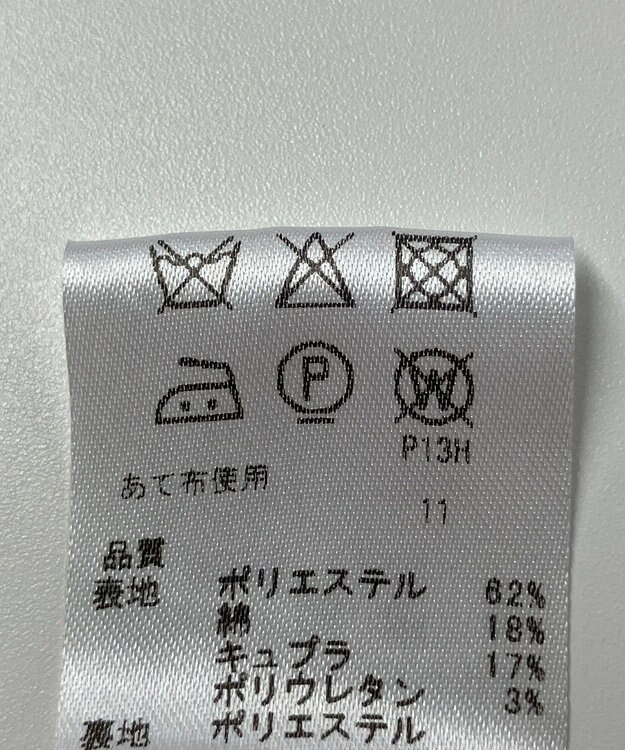 P
W
P13H
あて布使用
11
品質
表地 ポリエステル 62%
綿 18%
キュプラ 17%
ポリウレタン 3%
裏地 ポリエステル